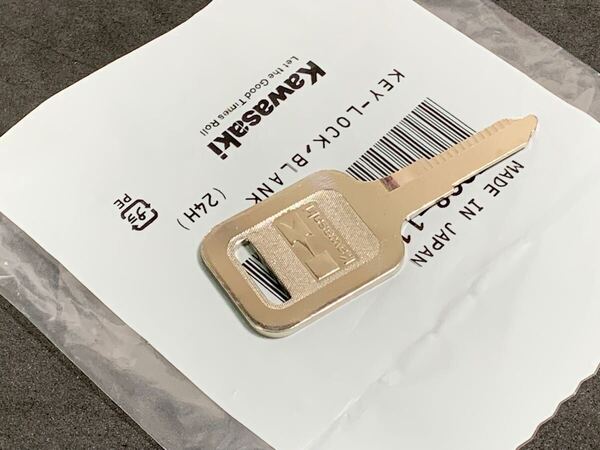 Kawasaki
Let the Good Times Roll
KEY-LOCK,BLANK
(24H)
MADE IN JAPAN
PE
Kawasaki